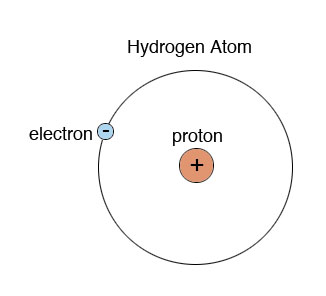 Hydrogen Atom
electron
-
proton
+